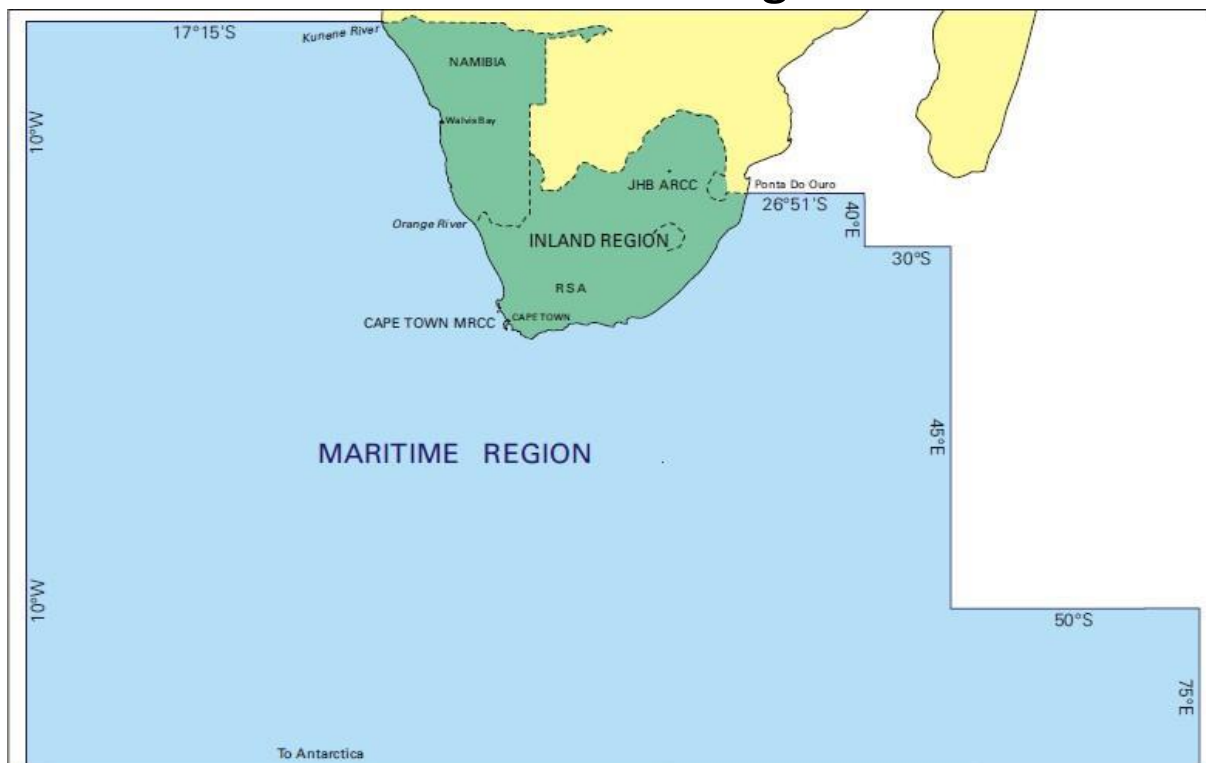 17°15'S
Kunene River
NAMIBIA
10°W
Walvis Bay
JHB ARCC
Ponta Do Ouro
26°51'S
40°E
Orange River
INLAND REGION
30°S
RSA
CAPE TOWN MRCC
CAPE TOWN
45°E
MARITIME REGION
10°W
50°S
75°E
To Antarctica